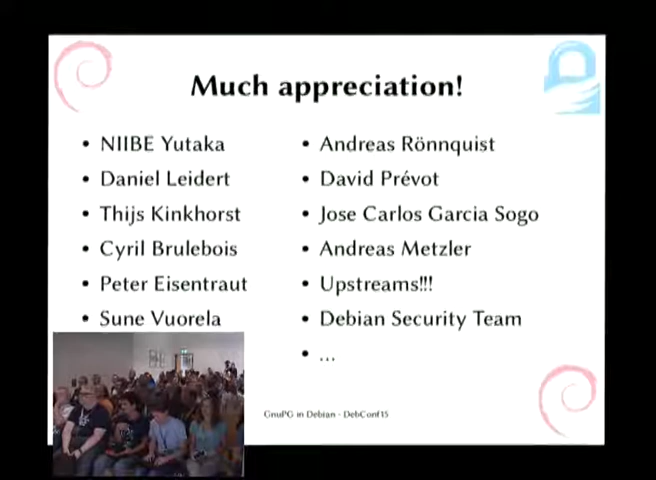 Much appreciation!
• NIIBE Yutaka
• Daniel Leidert
• Thijs Kinkhorst
• Cyril Brulebois
• Peter Eisentraut
• Sune Vuorela
• Andreas Rönnquist
• David Prévot
• Jose Carlos Garcia Sogo
• Andreas Metzler
• Upstreams!!!
• Debian Security Team
• ...
GnuPG in Debian - DebConf15